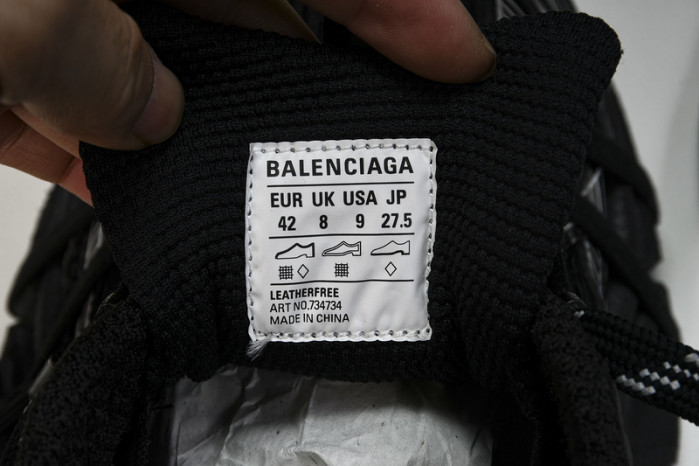 BALENCIAGA
EUR UK USA JP
42 8 9 27.5
LEATHERFREE
ART NO.734734
MADE IN CHINA